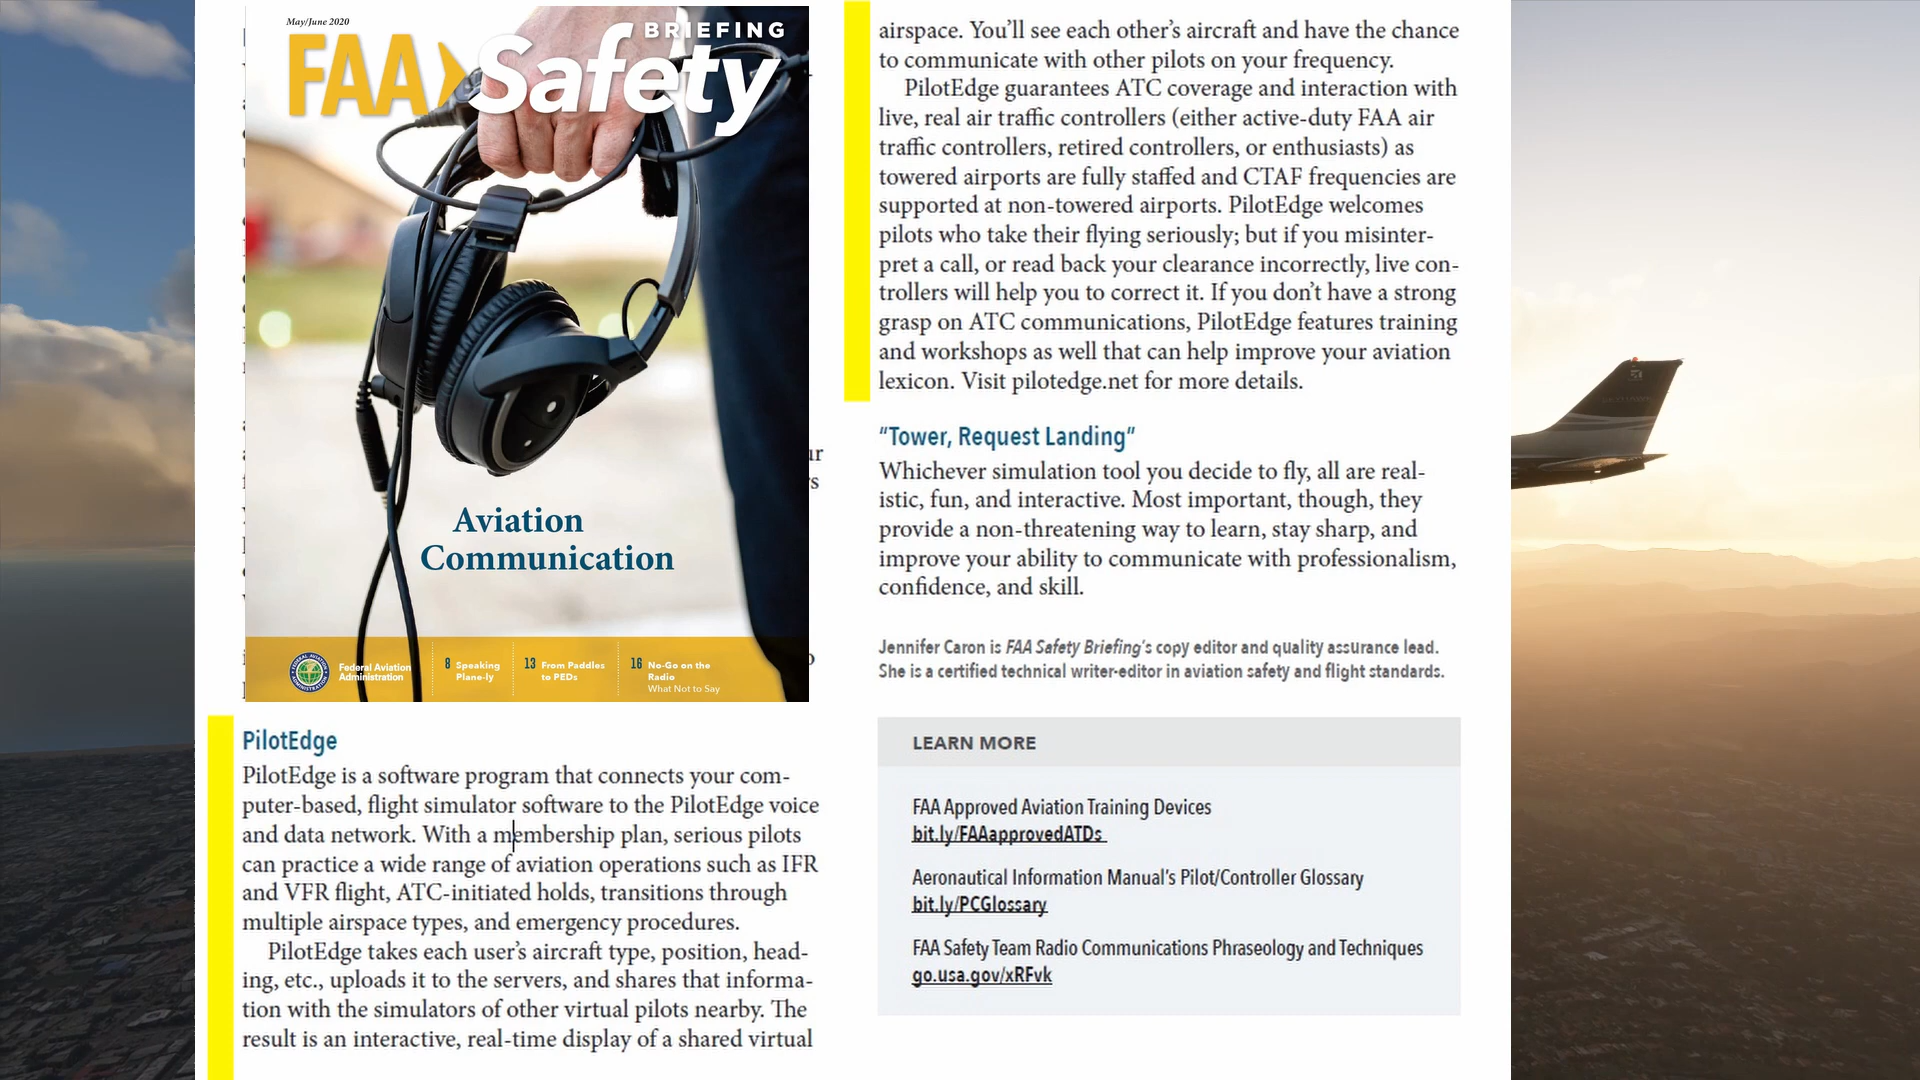 May/June 2020
BRIEFING
FAA Safety
Aviation
Communication
Federal Aviation
Administration
8 Speaking
Plane-ly
13 From Paddles
to PEDs
16 No-Go on the
Radio
What Not to Say
PilotEdge
PilotEdge is a software program that connects your com-
puter-based, flight simulator software to the PilotEdge voice
and data network. With a membership plan, serious pilots
can practice a wide range of aviation operations such as IFR
and VFR flight, ATC-initiated holds, transitions through
multiple airspace types, and emergency procedures.
PilotEdge takes each user's aircraft type, position, head-
ing, etc., uploads it to the servers, and shares that informa-
tion with the simulators of other virtual pilots nearby. The
result is an interactive, real-time display of a shared virtual
airspace. You'll see each other's aircraft and have the chance
to communicate with other pilots on your frequency.
PilotEdge guarantees ATC coverage and interaction with
live, real air traffic controllers (either active-duty FAA air
traffic controllers, retired controllers, or enthusiasts) as
towered airports are fully staffed and CTAF frequencies are
supported at non-towered airports. PilotEdge welcomes
pilots who take their flying seriously; but if you misinter-
pret a call, or read back your clearance incorrectly, live con-
trollers will help you to correct it. If you don't have a strong
grasp on ATC communications, PilotEdge features training
and workshops as well that can help improve your aviation
lexicon. Visit pilotedge.net for more details.
"Tower, Request Landing"
Whichever simulation tool you decide to fly, all are real-
istic, fun, and interactive. Most important, though, they
provide a non-threatening way to learn, stay sharp, and
improve your ability to communicate with professionalism,
confidence, and skill.
Jennifer Caron is FAA Safety Briefing's copy editor and quality assurance lead.
She is a certified technical writer-editor in aviation safety and flight standards.
LEARN MORE
FAA Approved Aviation Training Devices
bit.ly/FAAapprovedATDs
Aeronautical Information Manual's Pilot/Controller Glossary
bit.ly/PCGlossary
FAA Safety Team Radio Communications Phraseology and Techniques
go.usa.gov/xRFvk